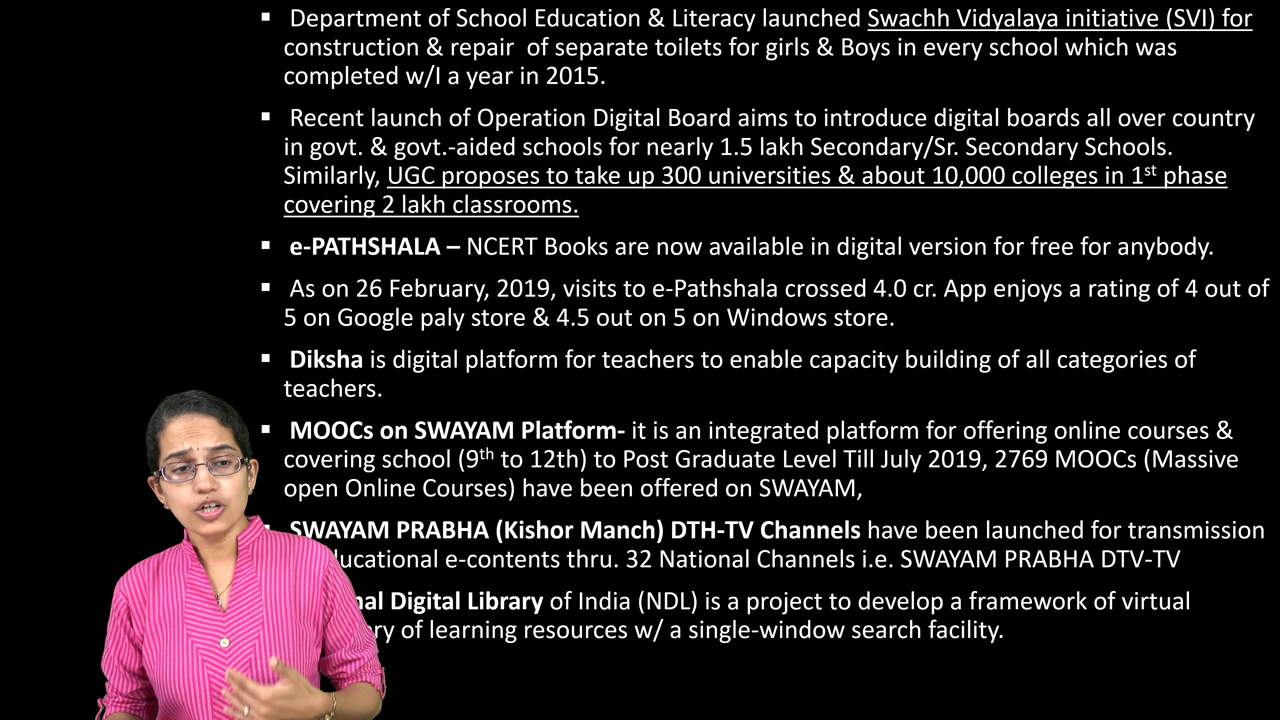 ▪ Department of School Education & Literacy launched Swachh Vidyalaya initiative (SVI) for
construction & repair of separate toilets for girls & Boys in every school which was
completed w/I a year in 2015.
▪ Recent launch of Operation Digital Board aims to introduce digital boards all over country
in govt. & govt.-aided schools for nearly 1.5 lakh Secondary/Sr. Secondary Schools.
Similarly, UGC proposes to take up 300 universities & about 10,000 colleges in 1st phase
covering 2 lakh classrooms.
▪ e-PATHSHALA – NCERT Books are now available in digital version for free for anybody.
▪ As on 26 February, 2019, visits to e-Pathshala crossed 4.0 cr. App enjoys a rating of 4 out of
5 on Google paly store & 4.5 out on 5 on Windows store.
▪ Diksha is digital platform for teachers to enable capacity building of all categories of
teachers.
▪ MOOCs on SWAYAM Platform- it is an integrated platform for offering online courses &
covering school (9th to 12th) to Post Graduate Level Till July 2019, 2769 MOOCs (Massive
open Online Courses) have been offered on SWAYAM,
SWAYAM PRABHA (Kishor Manch) DTH-TV Channels have been launched for transmission
e-contents thru. 32 National Channels i.e. SWAYAM PRABHA DTV-TV
Digital Library of India (NDL) is a project to develop a framework of virtual
of learning resources w/ a single-window search facility.